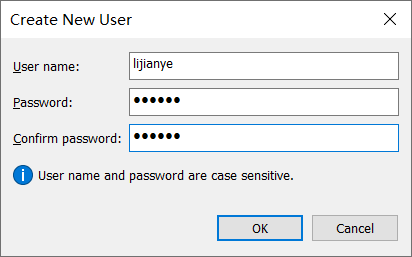 Create New User
User name: lijianye
Password: ●●●●●●
Confirm password: ●●●●●●
User name and password are case sensitive.
OK Cancel